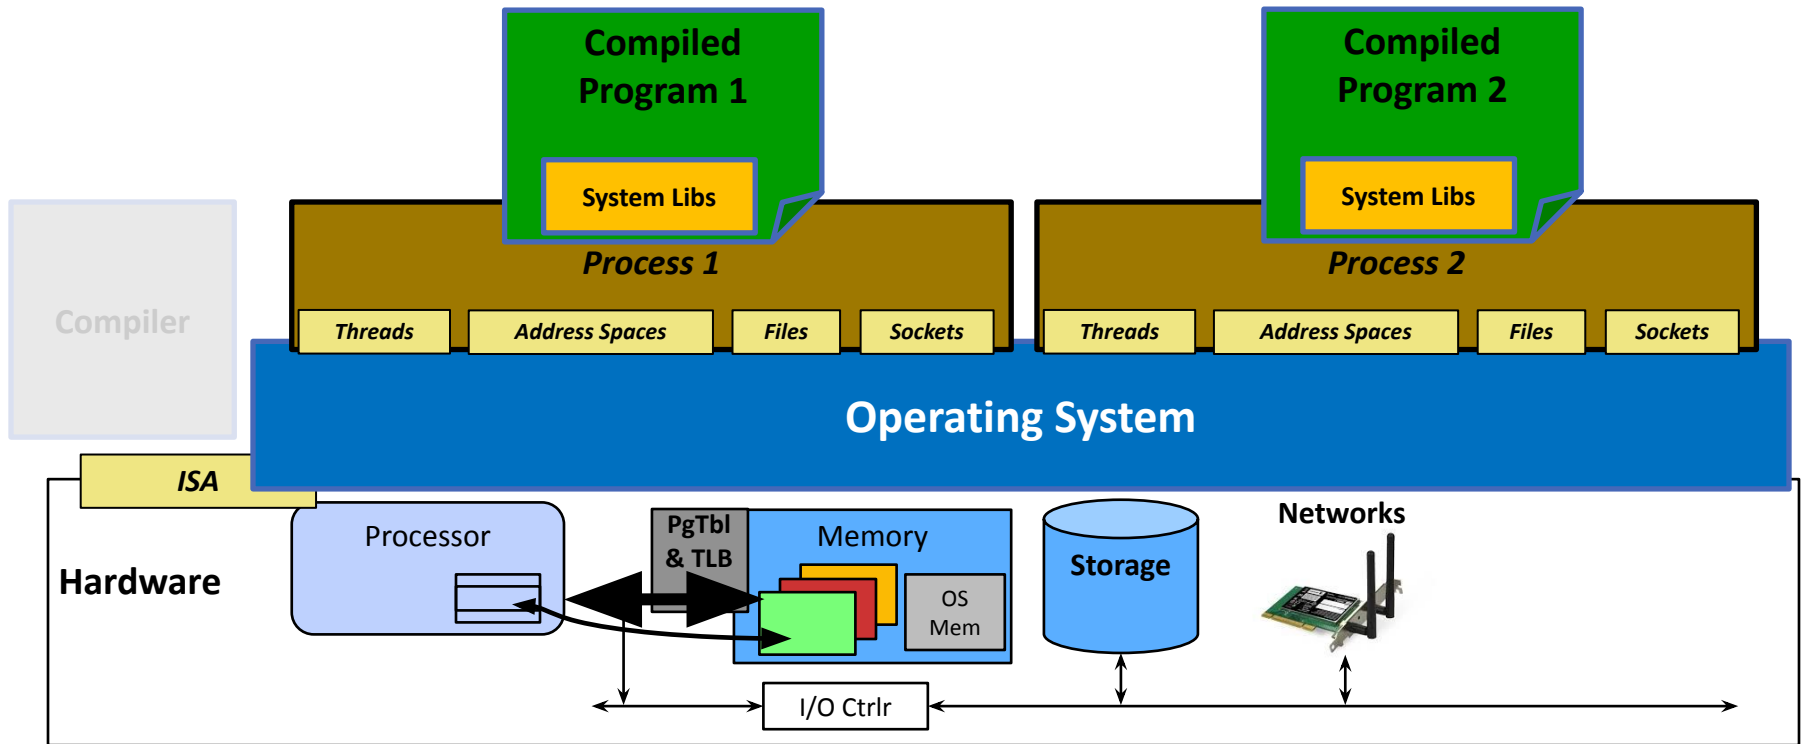 Compiled
Program 1
System Libs
Compiled
Program 2
System Libs
Compiler
Process 1
Threads
Address Spaces
Files
Sockets
Process 2
Threads
Address Spaces
Files
Sockets
Operating System
ISA
Hardware
Processor
PgTbl
& TLB
Memory
OS
Mem
Storage
Networks
I/O Ctrlr